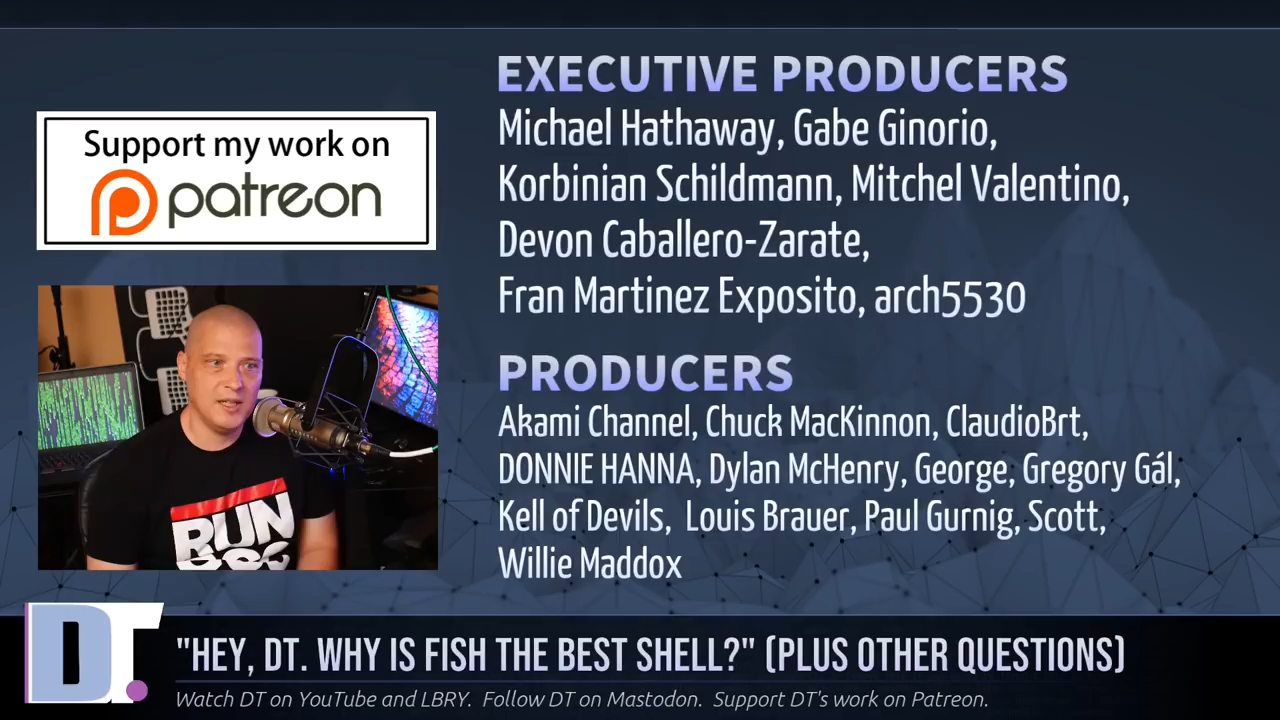 EXECUTIVE PRODUCERS
Michael Hathaway, Gabe Ginorio,
Korbinian Schildmann, Mitchel Valentino,
Devon Caballero-Zarate,
Fran Martinez Exposito, arch5530
PRODUCERS
Akami Channel, Chuck MacKinnon, ClaudioBrt,
DONNIE HANNA, Dylan McHenry, George, Gregory Gál,
Kell of Devils,  Louis Brauer, Paul Gurnig, Scott,
Willie Maddox
Support my work on
patreon
RUN
DT.
"HEY, DT. WHY IS FISH THE BEST SHELL?" (PLUS OTHER QUESTIONS)
Watch DT on YouTube and LBRY.  Follow DT on Mastodon.  Support DT's work on Patreon.